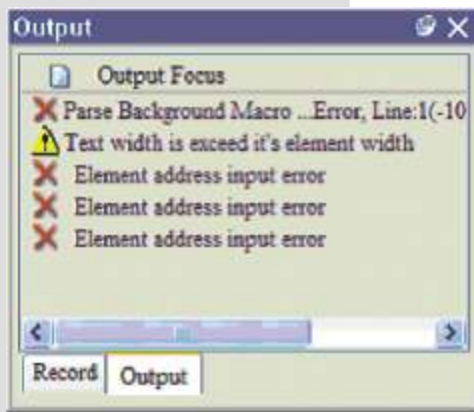 Output
Output Focus
Parse Background Macro ...Error, Line:1(-10
Text width is exceed it's element width
Element address input error
Element address input error
Element address input error
Record Output